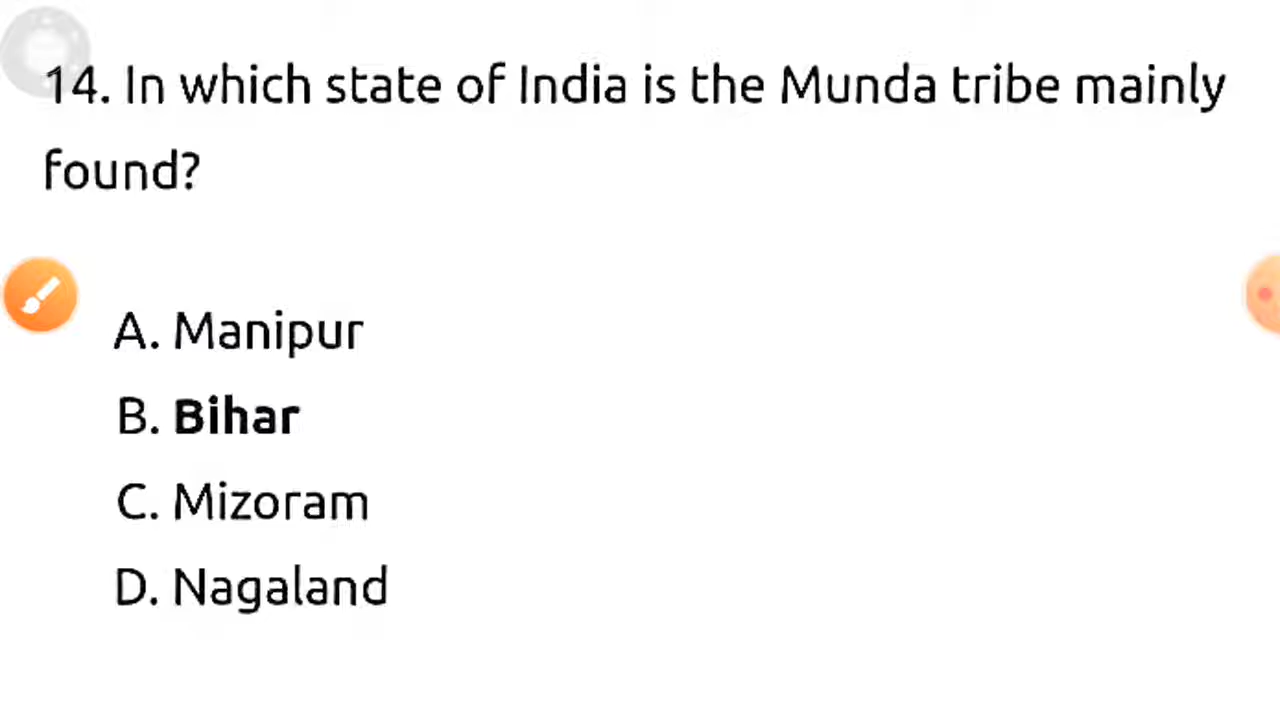 14. In which state of India is the Munda tribe mainly
found?
A. Manipur
B. Bihar
C. Mizoram
D. Nagaland